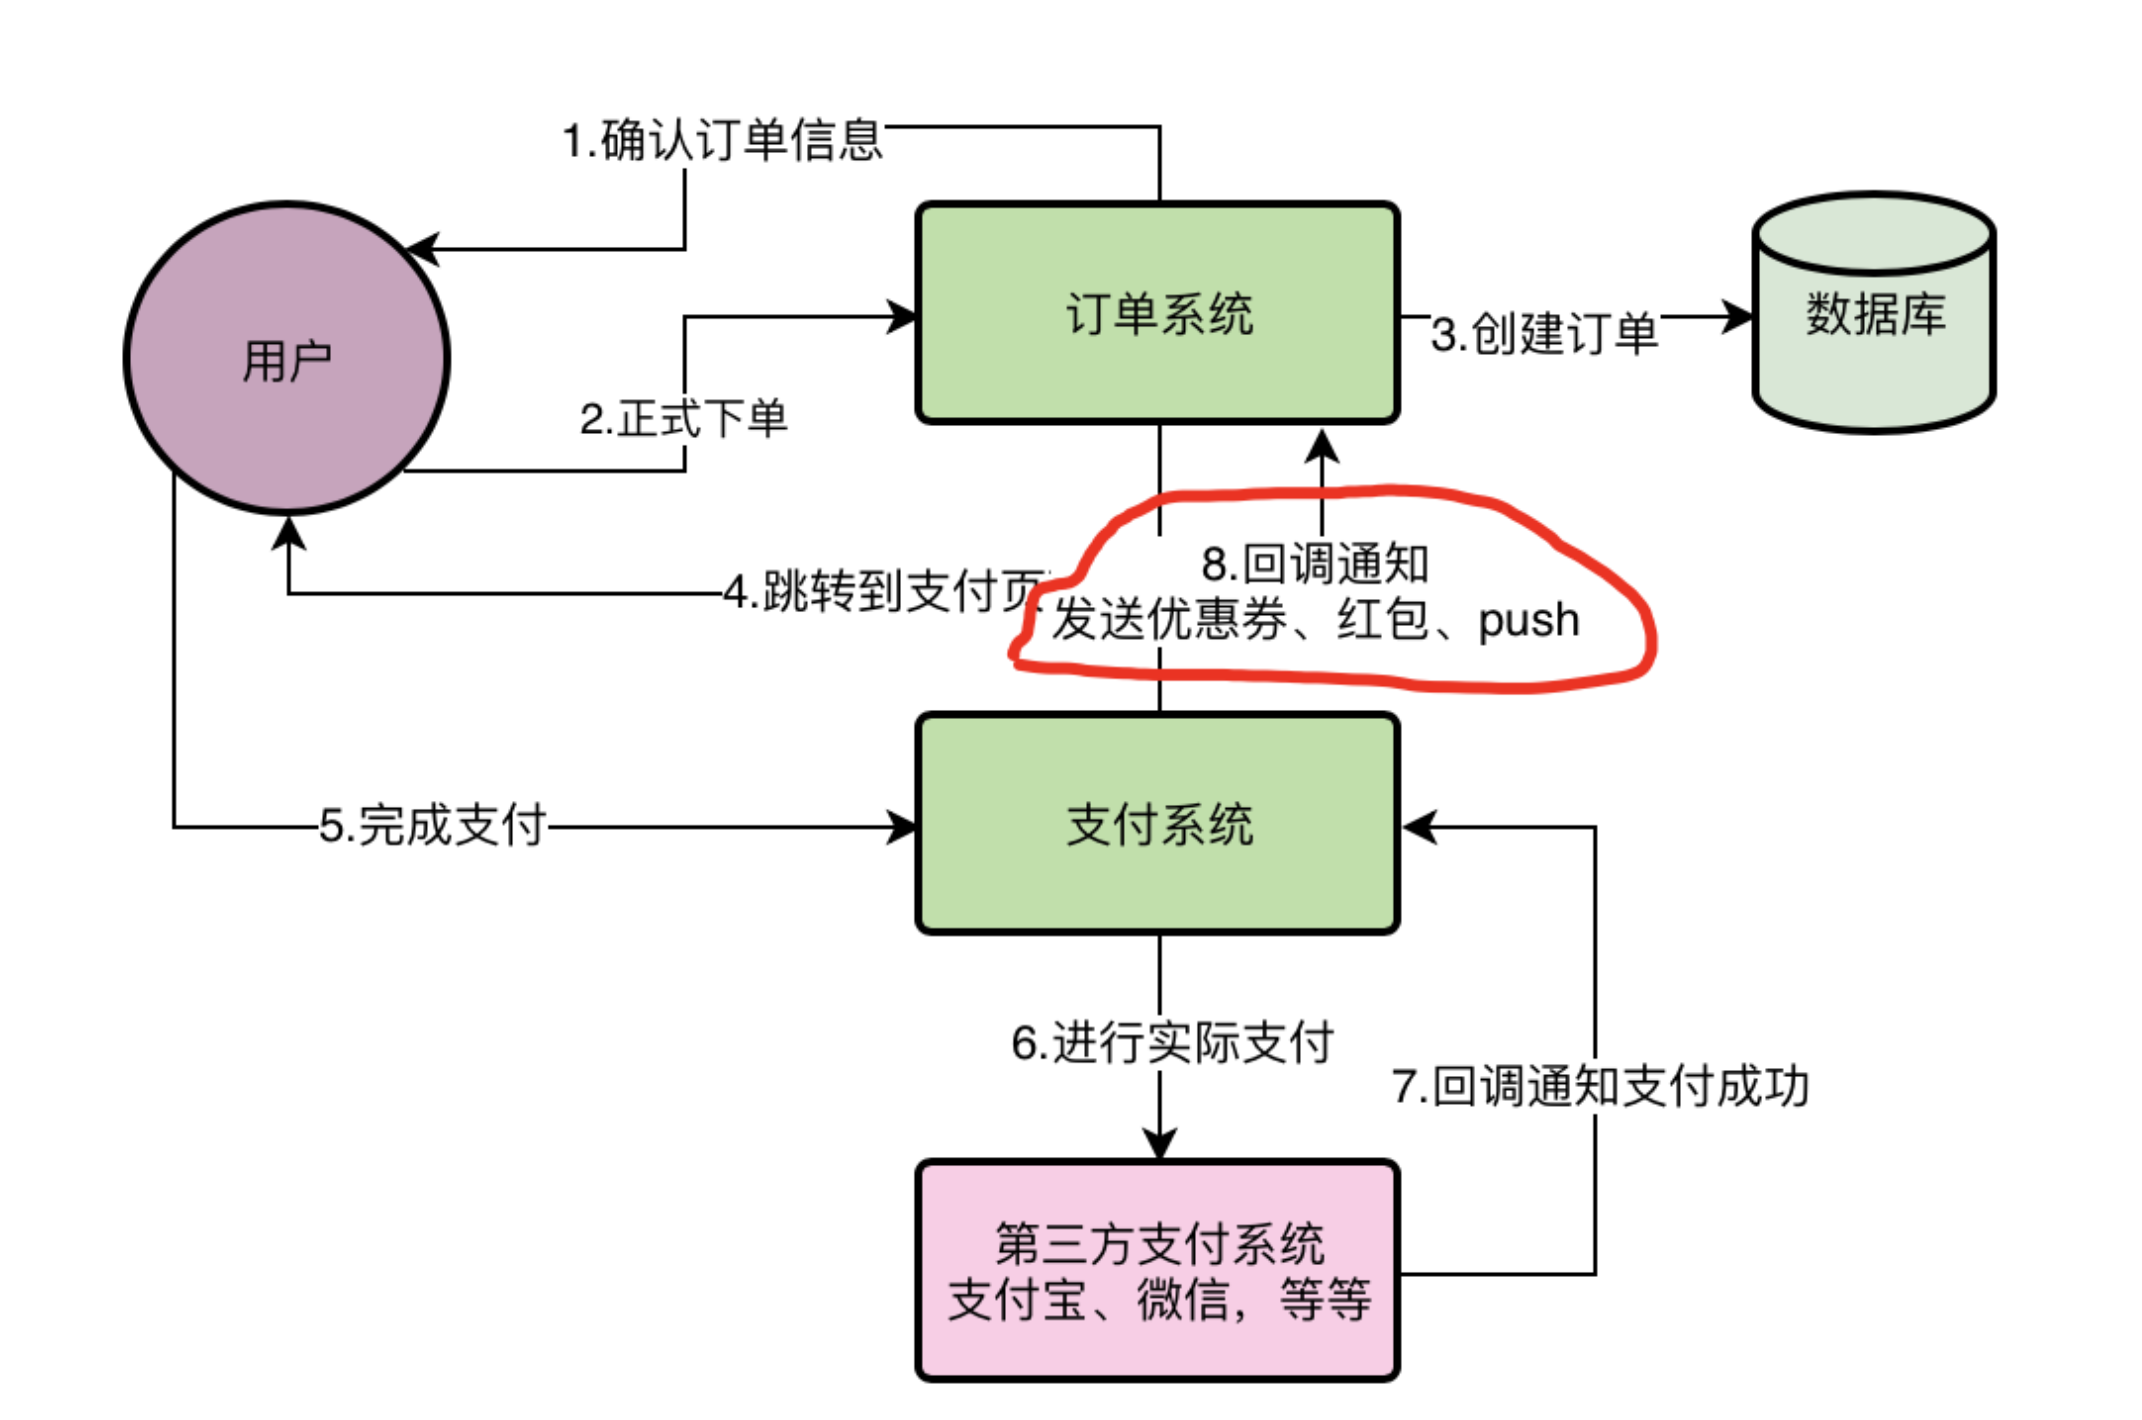 1.确认订单信息
用户
订单系统
数据库
3.创建订单
2.正式下单
8.回调通知
4.跳转到支付页
发送优惠券、红包、push
5.完成支付
支付系统
6.进行实际支付
7.回调通知支付成功
第三方支付系统
支付宝、微信，等等